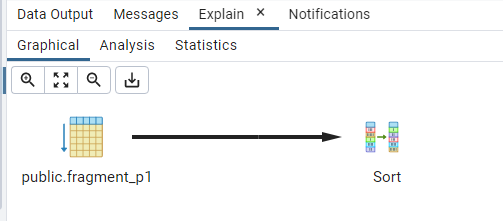 Data Output Messages Explain × Notifications
Graphical Analysis Statistics
public.fragment_p1 Sort